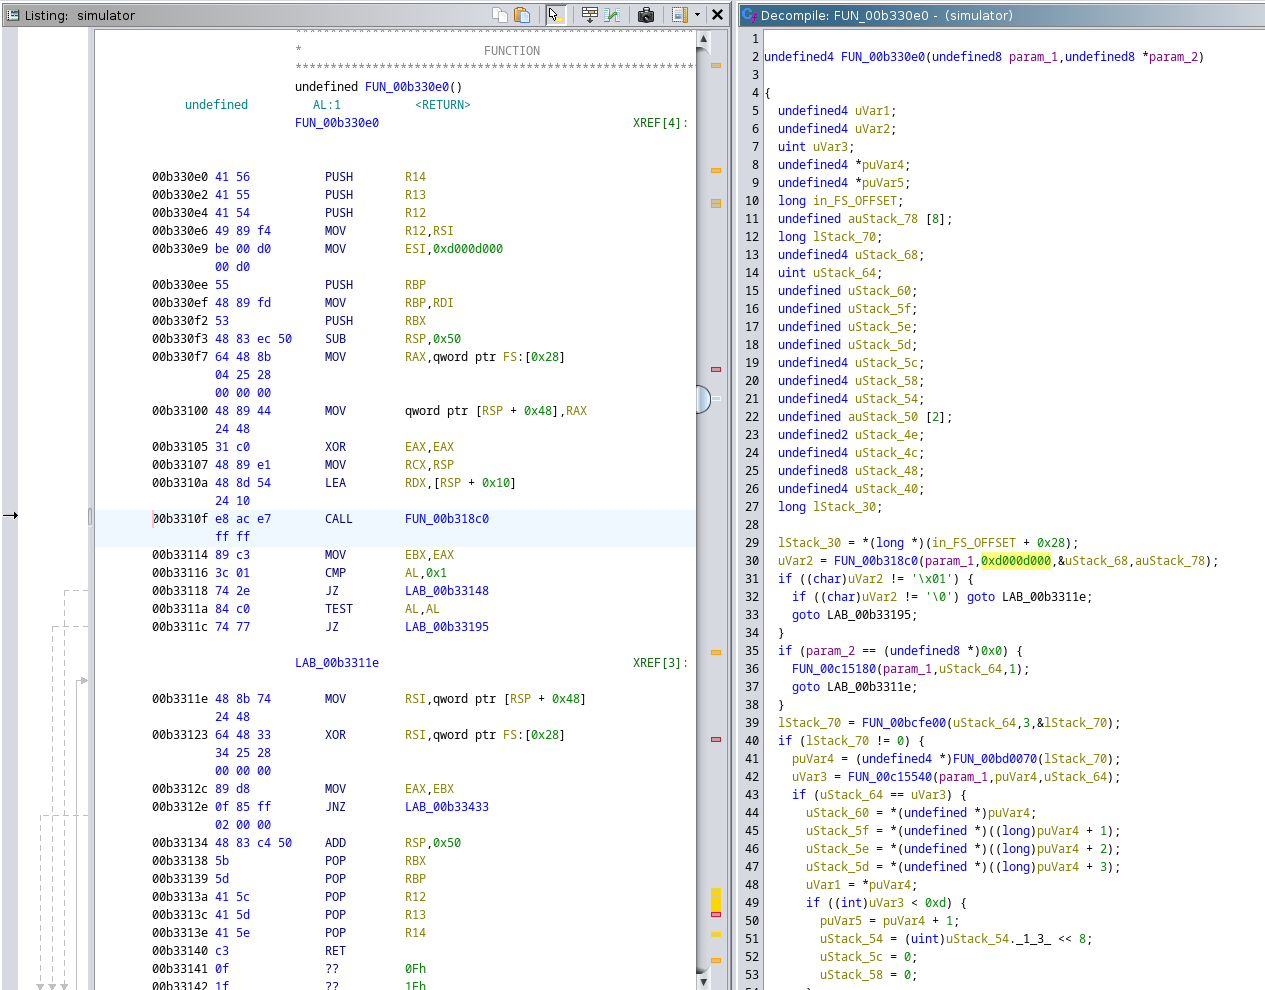 Listing: simulator
*******************************************************
* FUNCTION
*******************************************************
undefined FUN_00b330e0()
undefined AL:1 <RETURN>
FUN_00b330e0 XREF[4]:
00b330e0 41 56 PUSH R14
00b330e2 41 55 PUSH R13
00b330e4 41 54 PUSH R12
00b330e6 49 89 f4 MOV R12,RSI
00b330e9 be 00 d0 MOV ESI,0xd000d000
00 d0
00b330ee 55 PUSH RBP
00b330ef 48 89 fd MOV RBP,RDI
00b330f2 53 PUSH RBX
00b330f3 48 83 ec 50 SUB RSP,0x50
00b330f7 64 48 8b MOV RAX,qword ptr FS:[0x28]
04 25 28
00 00 00
00b33100 48 89 44 MOV qword ptr [RSP + 0x48],RAX
24 48
00b33105 31 c0 XOR EAX,EAX
00b33107 48 89 e1 MOV RCX,RSP
00b3310a 48 8d 54 LEA RDX,[RSP + 0x10]
24 10
00b3310f e8 ac e7 CALL FUN_00b318c0
ff ff
00b33114 89 c3 MOV EBX,EAX
00b33116 3c 01 CMP AL,0x1
00b33118 74 2e JZ LAB_00b33148
00b3311a 84 c0 TEST AL,AL
00b3311c 74 77 JZ LAB_00b33195
LAB_00b3311e XREF[3]:
00b3311e 48 8b 74 MOV RSI,qword ptr [RSP + 0x48]
24 48
00b33123 64 48 33 XOR RSI,qword ptr FS:[0x28]
34 25 28
00 00 00
00b3312c 89 d8 MOV EAX,EBX
00b3312e 0f 85 ff JNZ LAB_00b33433
02 00 00
00b33134 48 83 c4 50 ADD RSP,0x50
00b33138 5b POP RBX
00b33139 5d POP RBP
00b3313a 41 5c POP R12
00b3313c 41 5d POP R13
00b3313e 41 5e POP R14
00b33140 c3 RET
00b33141 0f ?? 0Fh
00b33142 1f ?? 1Fh
Decompile: FUN_00b330e0 - (simulator)
1
2 undefined4 FUN_00b330e0(undefined8 param_1,undefined8 *param_2)
3
4 {
5 undefined4 uVar1;
6 undefined4 uVar2;
7 uint uVar3;
8 undefined4 *puVar4;
9 undefined4 *puVar5;
10 long in_FS_OFFSET;
11 undefined auStack_78 [8];
12 long lStack_70;
13 undefined4 uStack_68;
14 uint uStack_64;
15 undefined uStack_60;
16 undefined uStack_5f;
17 undefined uStack_5e;
18 undefined uStack_5d;
19 undefined4 uStack_5c;
20 undefined4 uStack_58;
21 undefined4 uStack_54;
22 undefined auStack_50 [2];
23 undefined2 uStack_4e;
24 undefined4 uStack_4c;
25 undefined8 uStack_48;
26 undefined4 uStack_40;
27 long lStack_30;
28
29 lStack_30 = *(long *)(in_FS_OFFSET + 0x28);
30 uVar2 = FUN_00b318c0(param_1,0xd000d000,&uStack_68,auStack_78);
31 if ((char)uVar2 != '\x01') {
32 if ((char)uVar2 != '\0') goto LAB_00b3311e;
33 goto LAB_00b33195;
34 }
35 if (param_2 == (undefined8 *)0x0) {
36 FUN_00c15180(param_1,uStack_64,1);
37 goto LAB_00b3311e;
38 }
39 lStack_70 = FUN_00bcfe00(uStack_64,3,&lStack_70);
40 if (lStack_70 != 0) {
41 puVar4 = (undefined4 *)FUN_00bd0070(lStack_70);
42 uVar3 = FUN_00c15540(param_1,puVar4,uStack_64);
43 if (uStack_64 == uVar3) {
44 uStack_60 = *(undefined *)puVar4;
45 uStack_5f = *(undefined *)((long)puVar4 + 1);
46 uStack_5e = *(undefined *)((long)puVar4 + 2);
47 uStack_5d = *(undefined *)((long)puVar4 + 3);
48 uVar1 = *puVar4;
49 if ((int)uVar3 < 0xd) {
50 puVar5 = puVar4 + 1;
51 uStack_54 = (uint)uStack_54._1_3_ << 8;
52 uStack_5c = 0;
53 uStack_58 = 0;